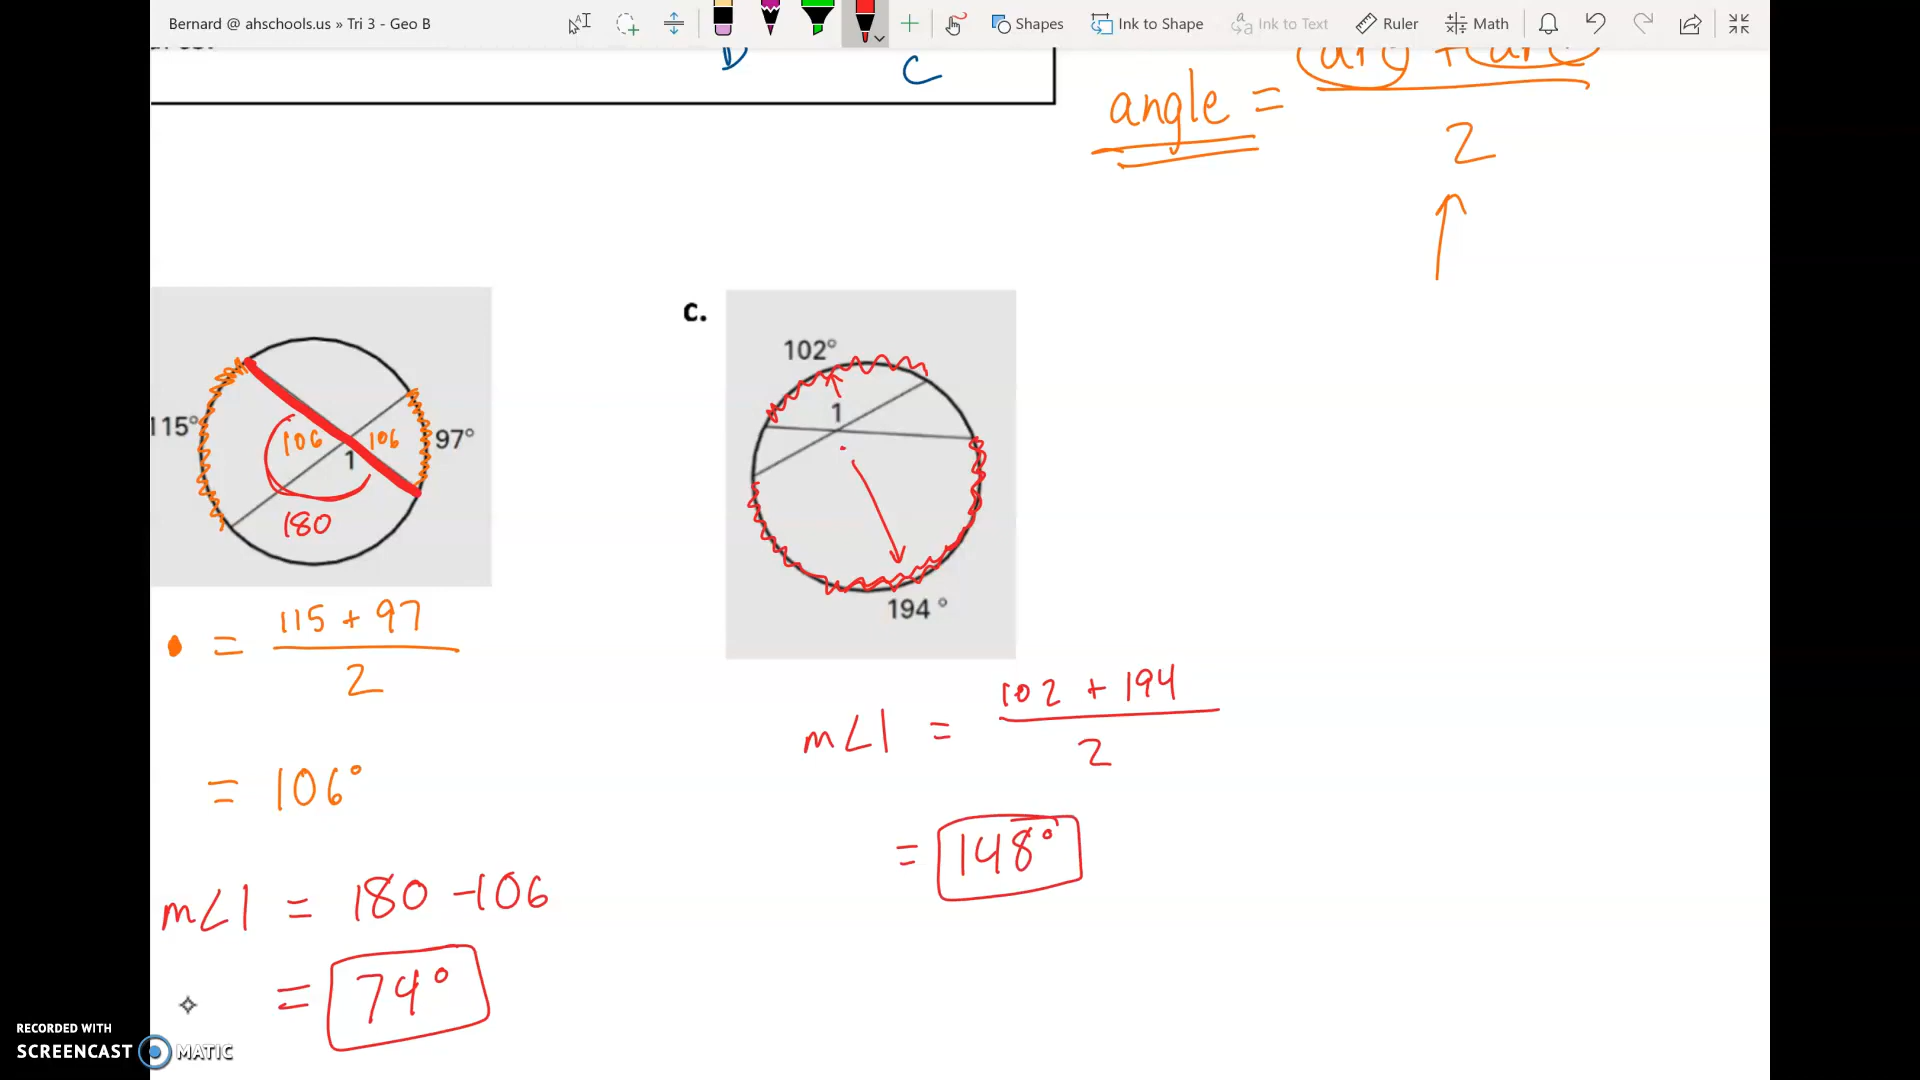 Bernard @ ahschools.us » Tri 3 - Geo B
Shapes
Ink to Shape
Ink to Text
Ruler
Math
D
C
angle =
2
c.
115°
106
106
1
97°
180
102°
1
194 °
= 115 + 97
2
= 106°
m∠1 = 180 - 106
= 74°
m∠1 = 102 + 194
2
= 148°
RECORDED WITH
SCREENCAST MATIC